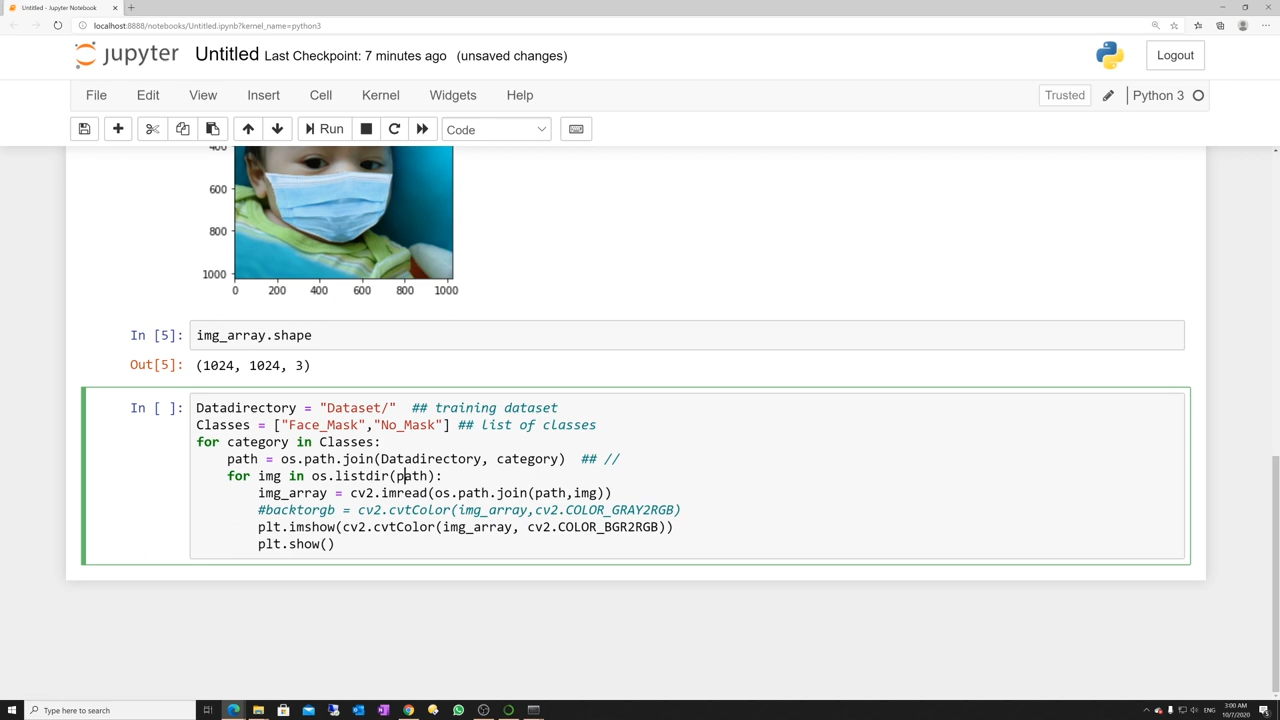 Untitled - Jupyter Notebook
localhost:8888/notebooks/Untitled.ipynb?kernel_name=python3
jupyter Untitled Last Checkpoint: 7 minutes ago (unsaved changes) Logout
File Edit View Insert Cell Kernel Widgets Help Trusted Python 3
Run Code
400
600
800
1000
0 200 400 600 800 1000
In [5]: img_array.shape
Out[5]: (1024, 1024, 3)
In [ ]: Datadirectory = "Dataset/" ## training dataset
Classes = ["Face_Mask","No_Mask"] ## list of classes
for category in Classes:
path = os.path.join(Datadirectory, category) ## //
for img in os.listdir(path):
img_array = cv2.imread(os.path.join(path,img))
#backtorgb = cv2.cvtColor(img_array,cv2.COLOR_GRAY2RGB)
plt.imshow(cv2.cvtColor(img_array, cv2.COLOR_BGR2RGB))
plt.show()
Type here to search
ENG
3:00 AM
10/7/2020